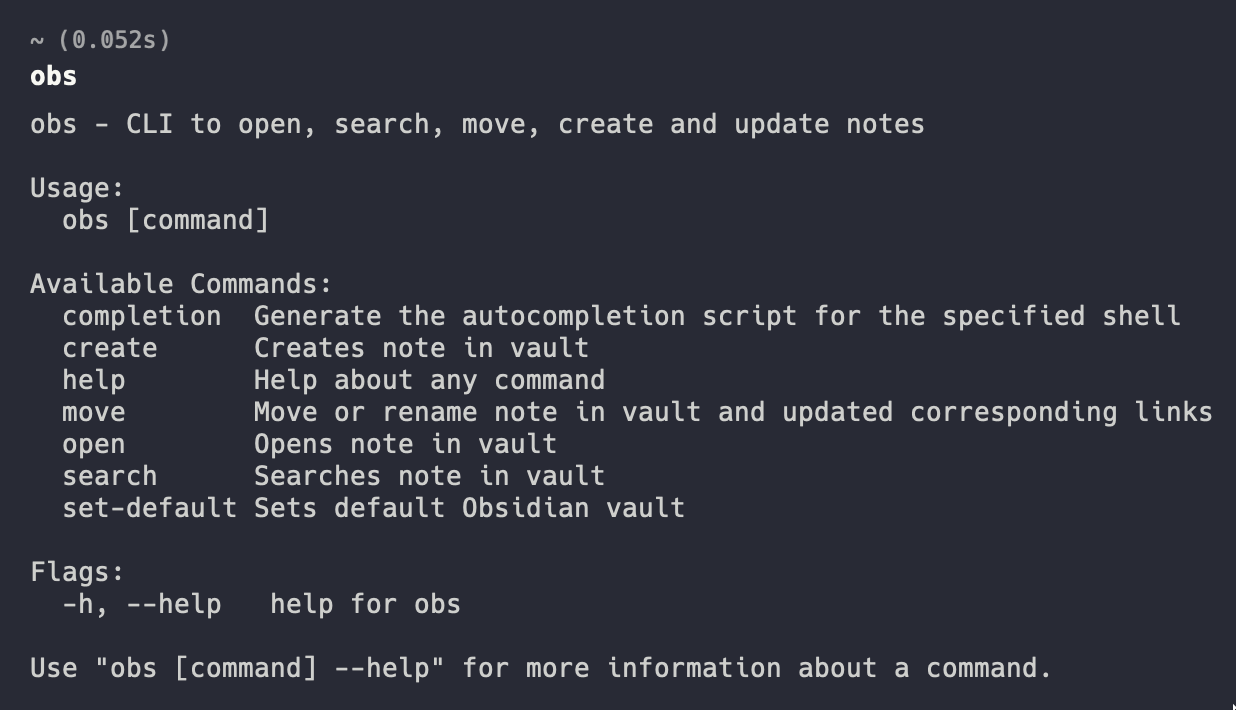 ~ (0.052s)
obs
obs - CLI to open, search, move, create and update notes
Usage:
obs [command]
Available Commands:
completion  Generate the autocompletion script for the specified shell
create      Creates note in vault
help        Help about any command
move        Move or rename note in vault and updated corresponding links
open        Opens note in vault
search      Searches note in vault
set-default Sets default Obsidian vault
Flags:
-h, --help   help for obs
Use "obs [command] --help" for more information about a command.